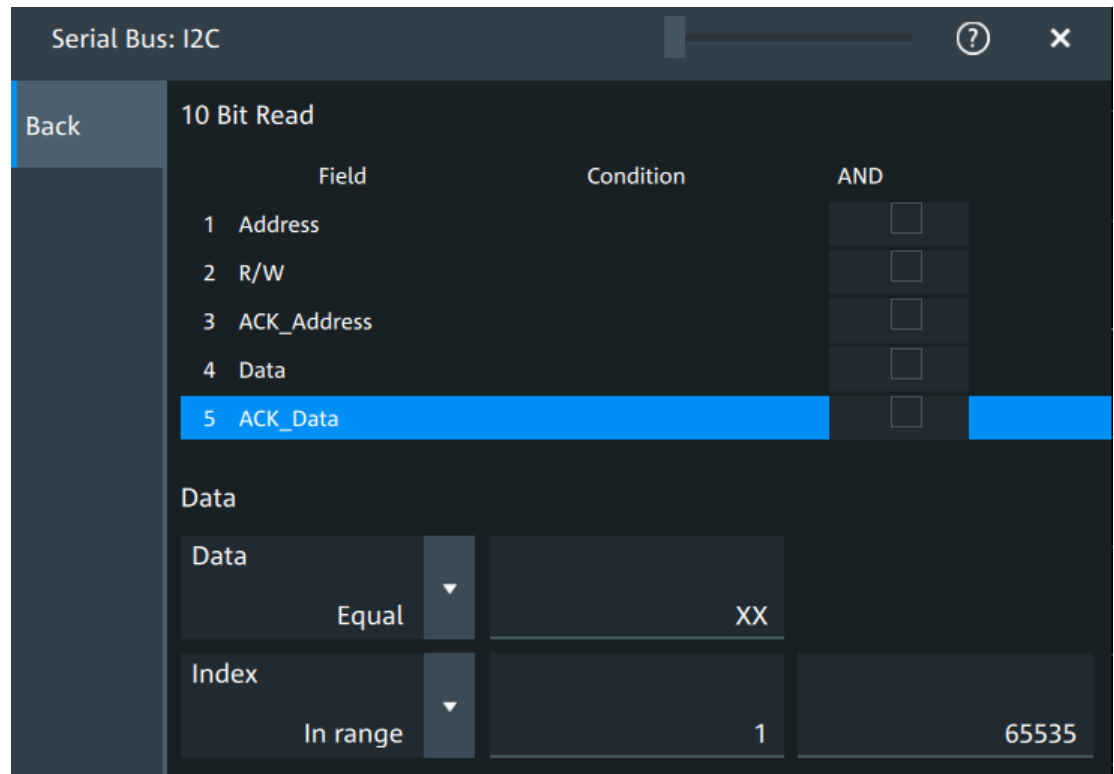 Serial Bus: I2C ?
Back
10 Bit Read
Field Condition AND
1 Address
2 R/W
3 ACK_Address
4 Data
5 ACK_Data
Data
Data
Equal XX
Index
In range 1 65535